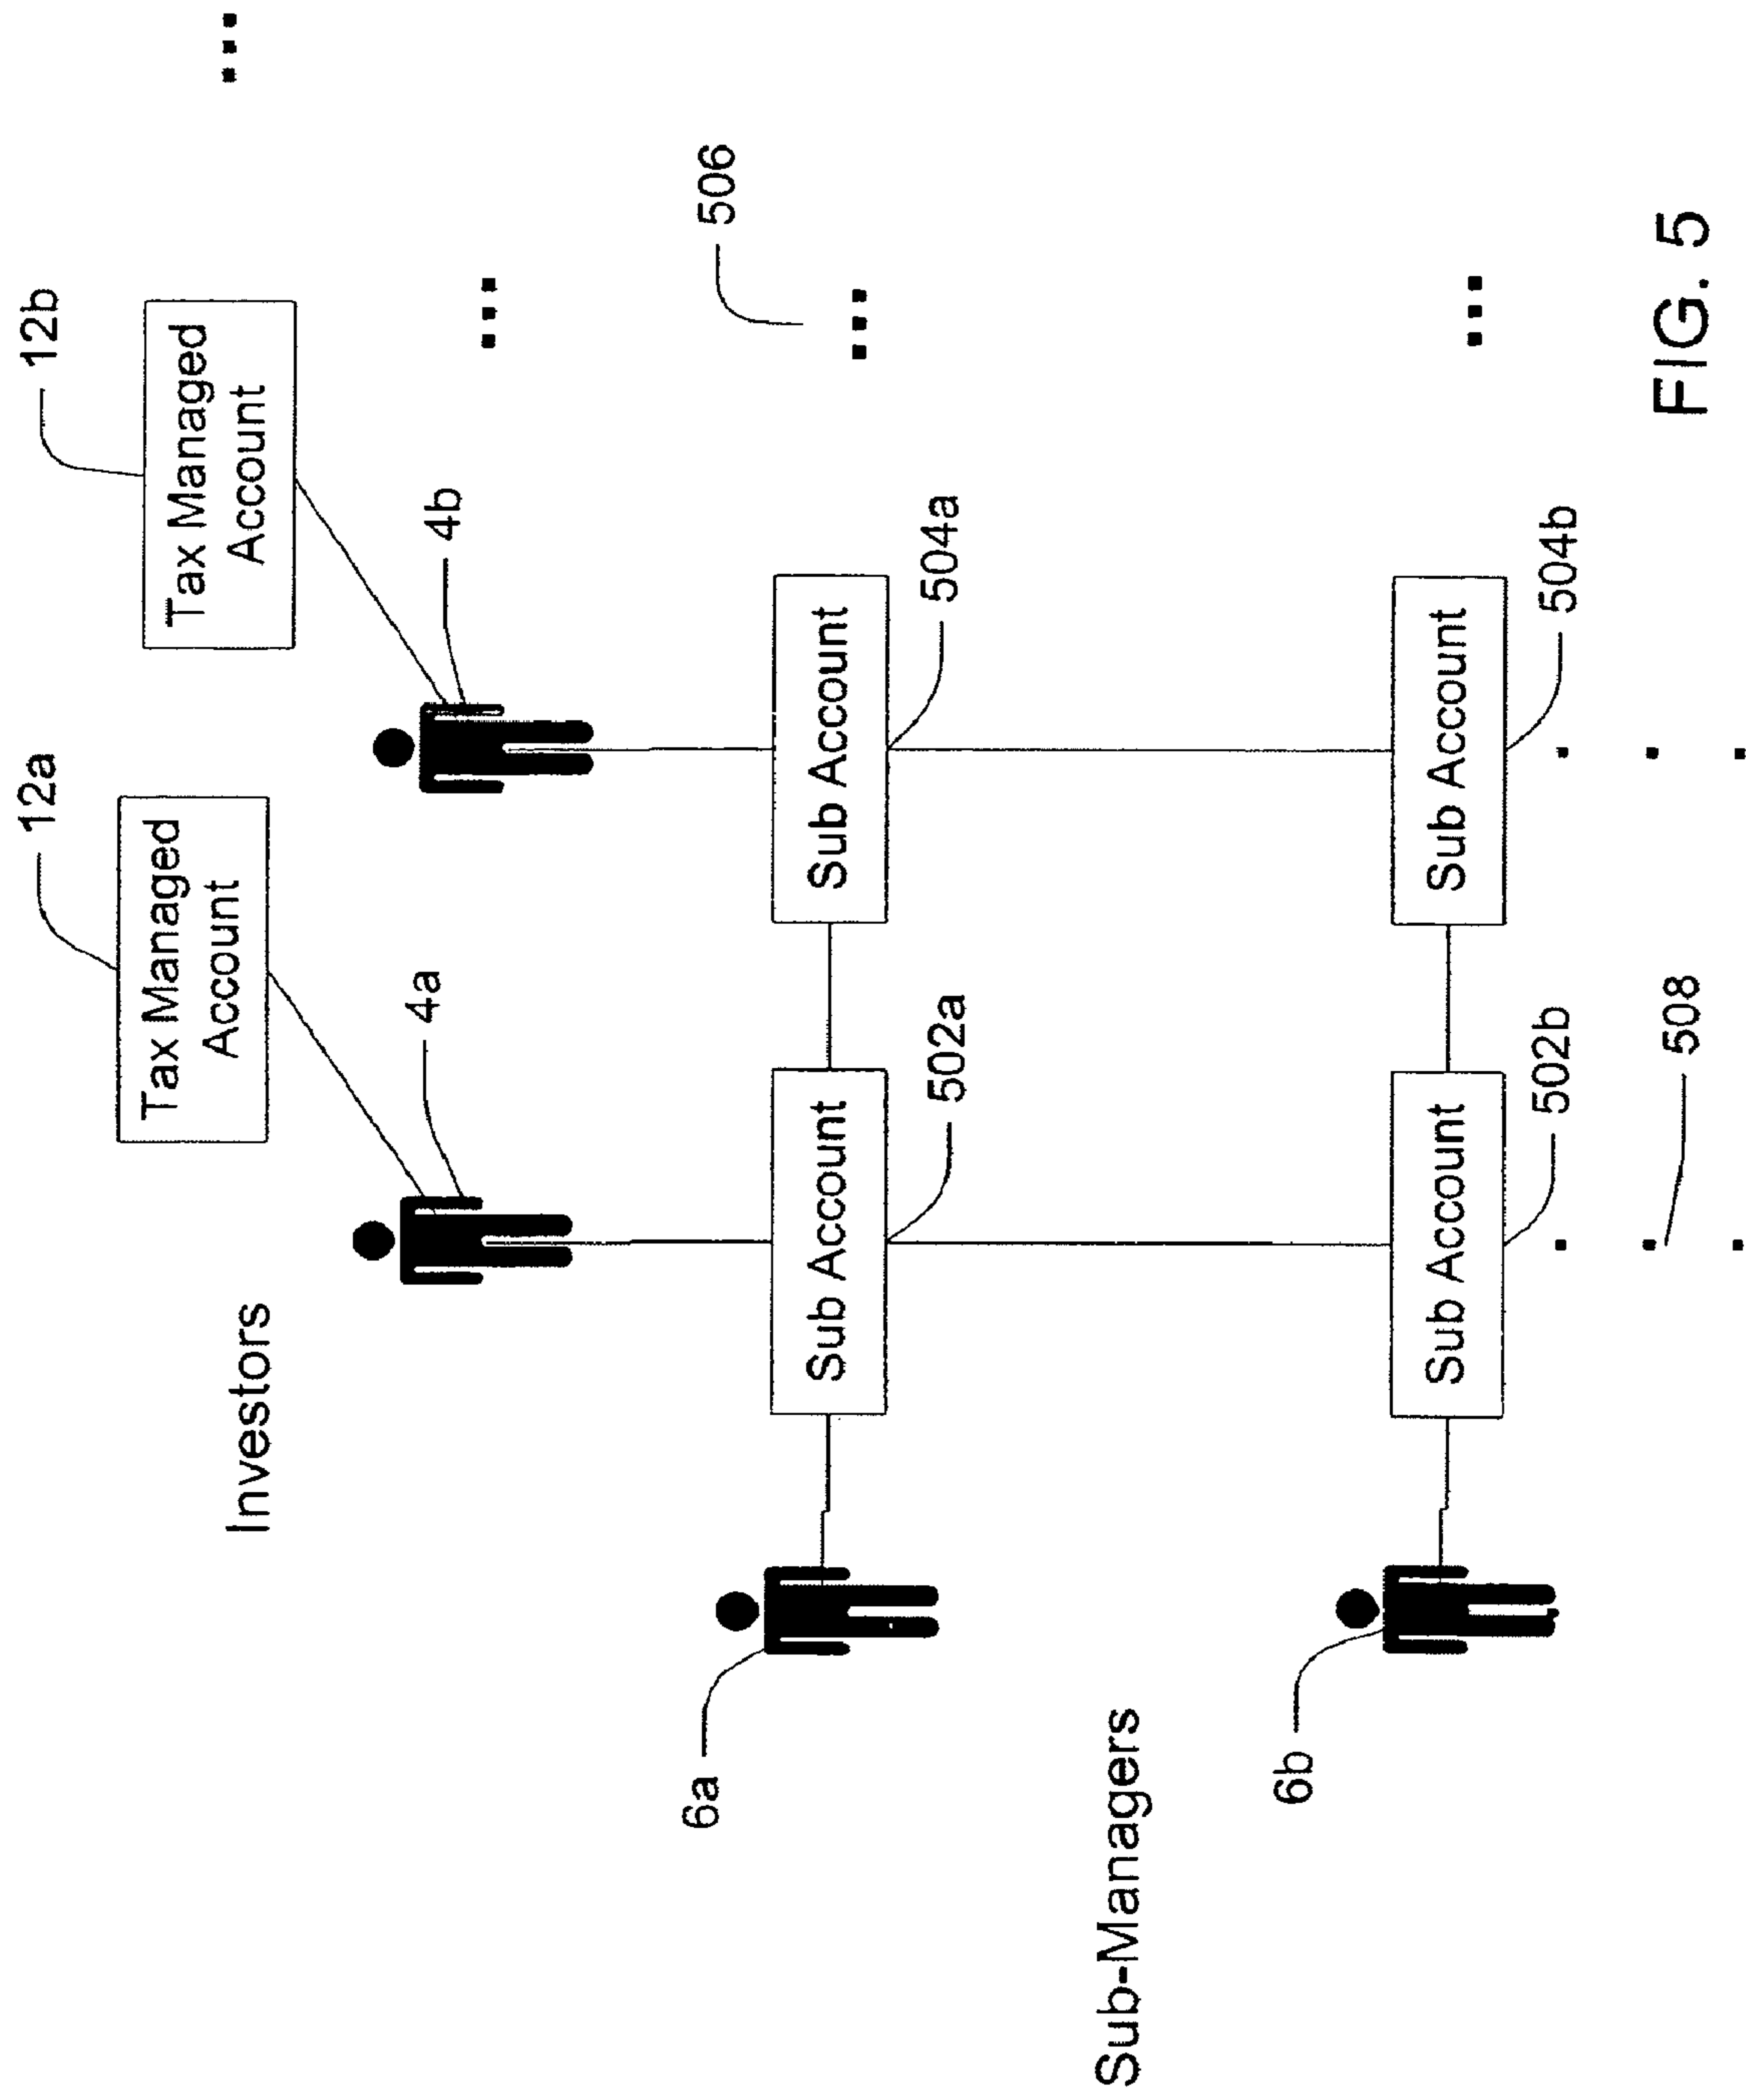 12a
12b
Tax Managed
Account
Tax Managed
Account
Investors
4a
4b
6a
506
Sub Account
Sub Account
502a
504a
Sub-Managers
6b
Sub Account
Sub Account
502b
504b
508
FIG. 5